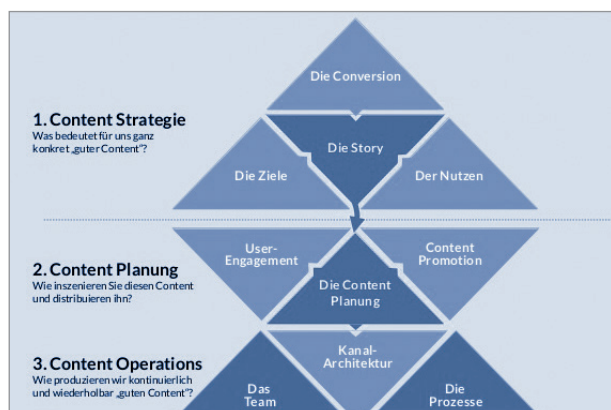 Die Conversion
1. Content Strategie
Was bedeutet für uns ganz
konkret „guter Content“?
Die Story
Die Ziele
Der Nutzen
User-
Engagement
Content
Promotion
2. Content Planung
Wie inszenieren Sie diesen Content
und distribuieren ihn?
Die Content
Planung
3. Content Operations
Wie produzieren wir kontinuierlich
und wiederholbar „guten Content“?
Kanal-
Architektur
Das
Team
Die
Prozesse